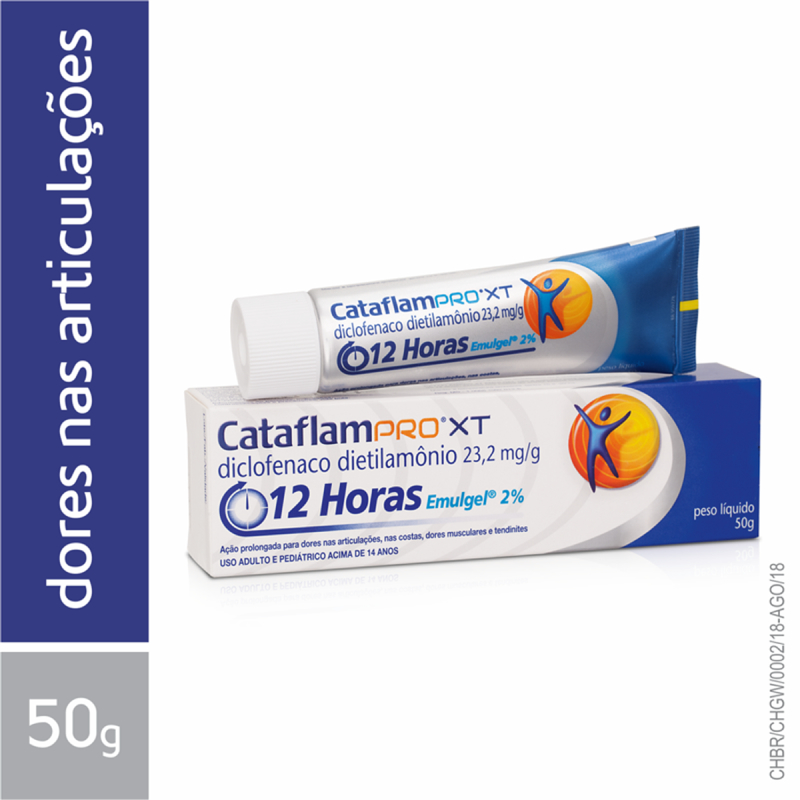 dores nas articulações
50g
CataflamPRO®XT
diclofenaco dietilamônio 23,2 mg/g
12 Horas Emulgel® 2%
CataflamPRO®XT
diclofenaco dietilamônio 23,2 mg/g
12 Horas Emulgel® 2%
Ação prolongada para dores nas articulações, nas costas, dores musculares e tendinites
USO ADULTO E PEDIÁTRICO ACIMA DE 14 ANOS
peso líquido
50g
CHBR/CHGW/0002/18-AGO/18